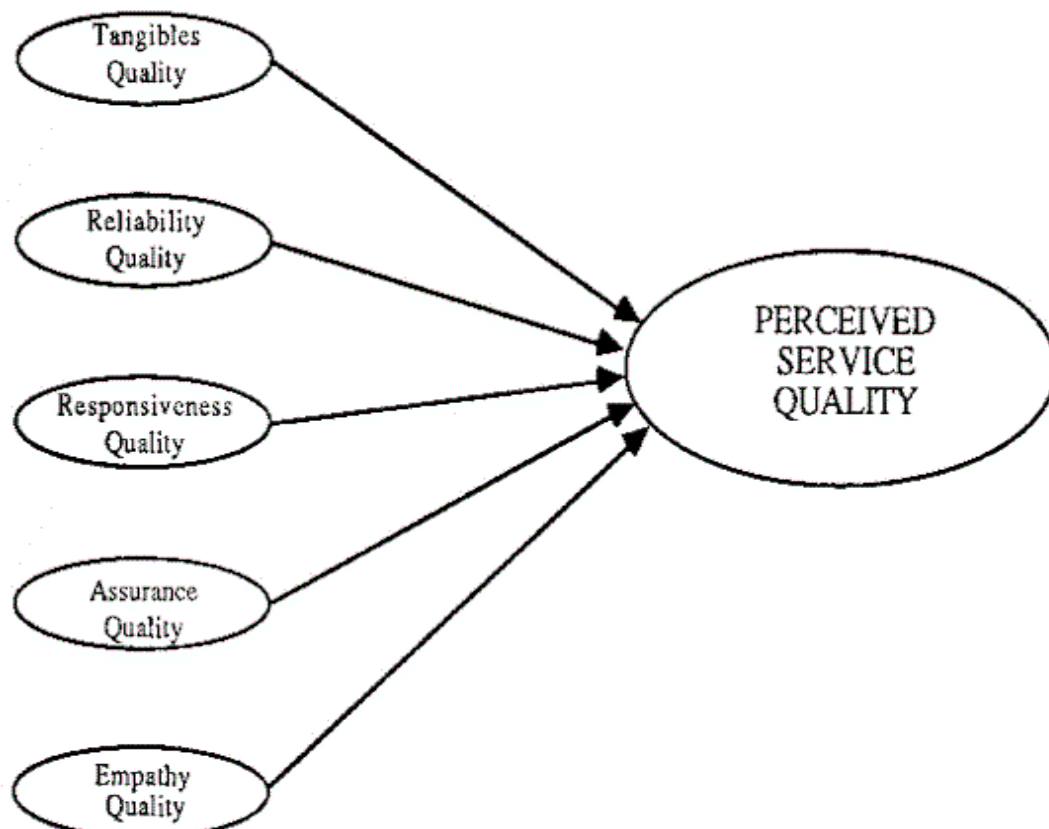 Tangibles
Quality
Reliability
Quality
Responsiveness
Quality
Assurance
Quality
Empathy
Quality
PERCEIVED
SERVICE
QUALITY